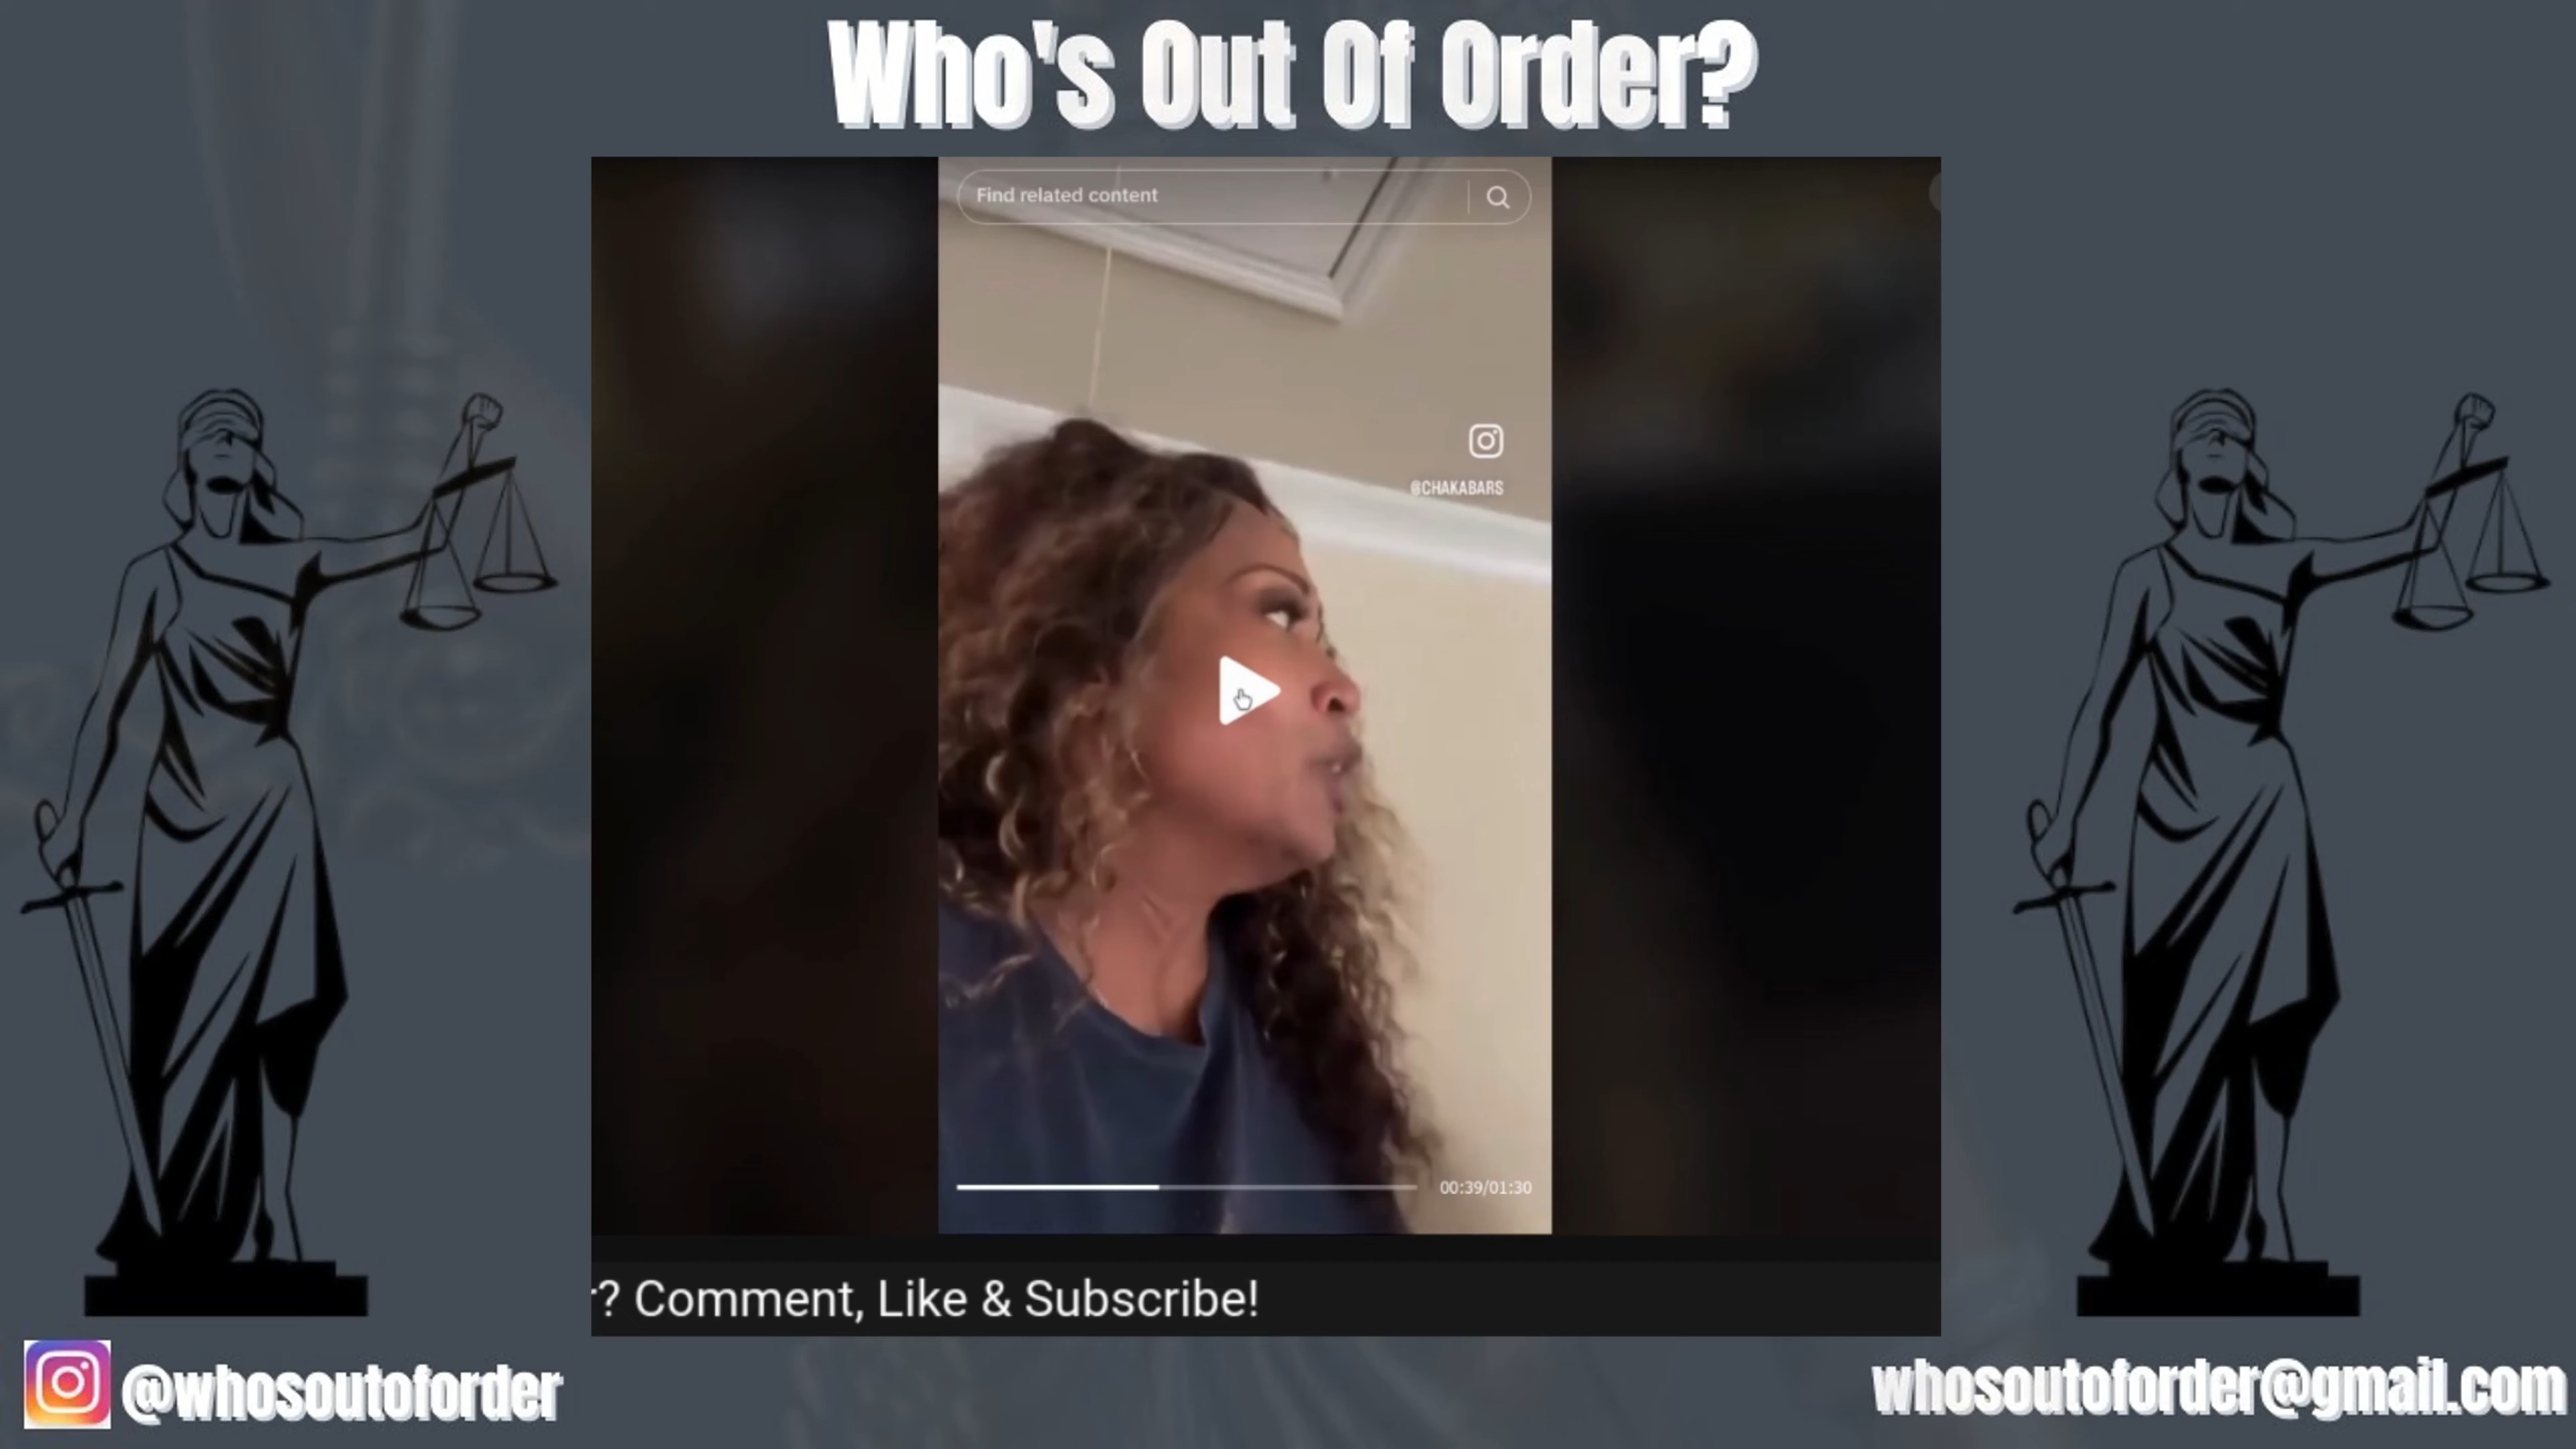 Who's Out Of Order?
Find related content
@CHAKABARS
00:39/01:30
? Comment, Like & Subscribe!
@whosoutoforder
whosoutoforder@gmail.com